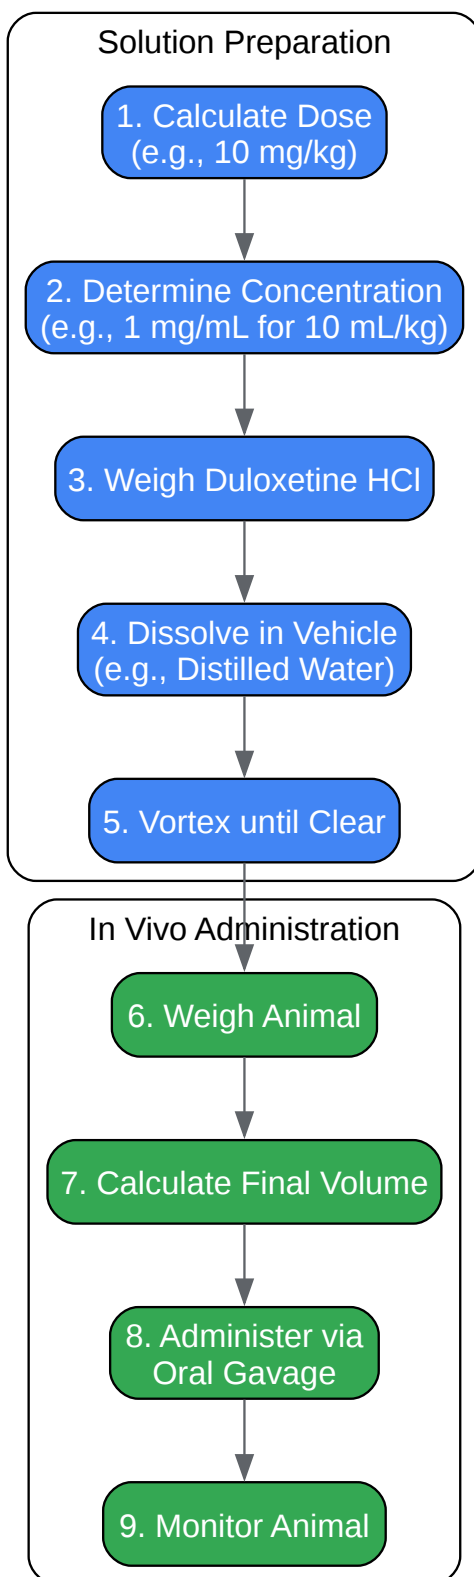 Solution Preparation
1. Calculate Dose
(e.g., 10 mg/kg)
2. Determine Concentration
(e.g., 1 mg/mL for 10 mL/kg)
3. Weigh Duloxetine HCl
4. Dissolve in Vehicle
(e.g., Distilled Water)
5. Vortex until Clear
In Vivo Administration
6. Weigh Animal
7. Calculate Final Volume
8. Administer via
Oral Gavage
9. Monitor Animal